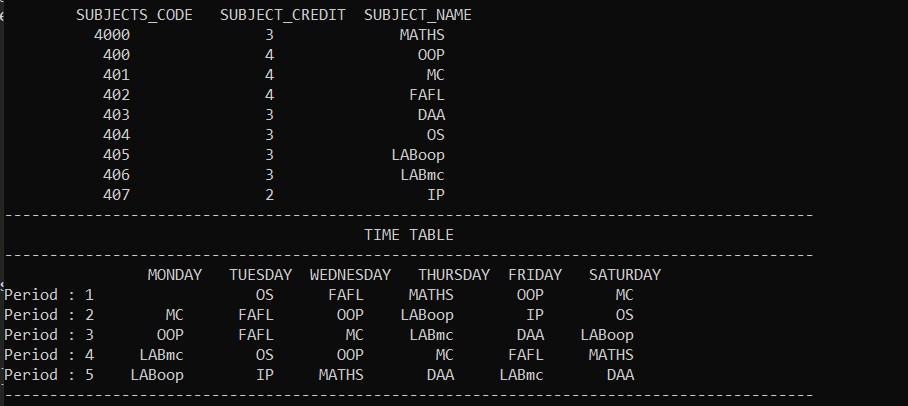 SUBJECTS_CODE SUBJECT_CREDIT SUBJECT_NAME
4000 3 MATHS
400 4 OOP
401 4 MC
402 4 FAFL
403 3 DAA
404 3 OS
405 3 LABoop
406 3 LABmc
407 2 IP
------------------------------------------------------------------------------------------
TIME TABLE
------------------------------------------------------------------------------------------
MONDAY TUESDAY WEDNESDAY THURSDAY FRIDAY SATURDAY
Period : 1 OS FAFL MATHS OOP MC
Period : 2 MC FAFL OOP LABoop IP OS
Period : 3 OOP FAFL MC LABmc DAA LABoop
Period : 4 LABmc OS OOP MC FAFL MATHS
Period : 5 LABoop IP MATHS DAA LABmc DAA
------------------------------------------------------------------------------------------